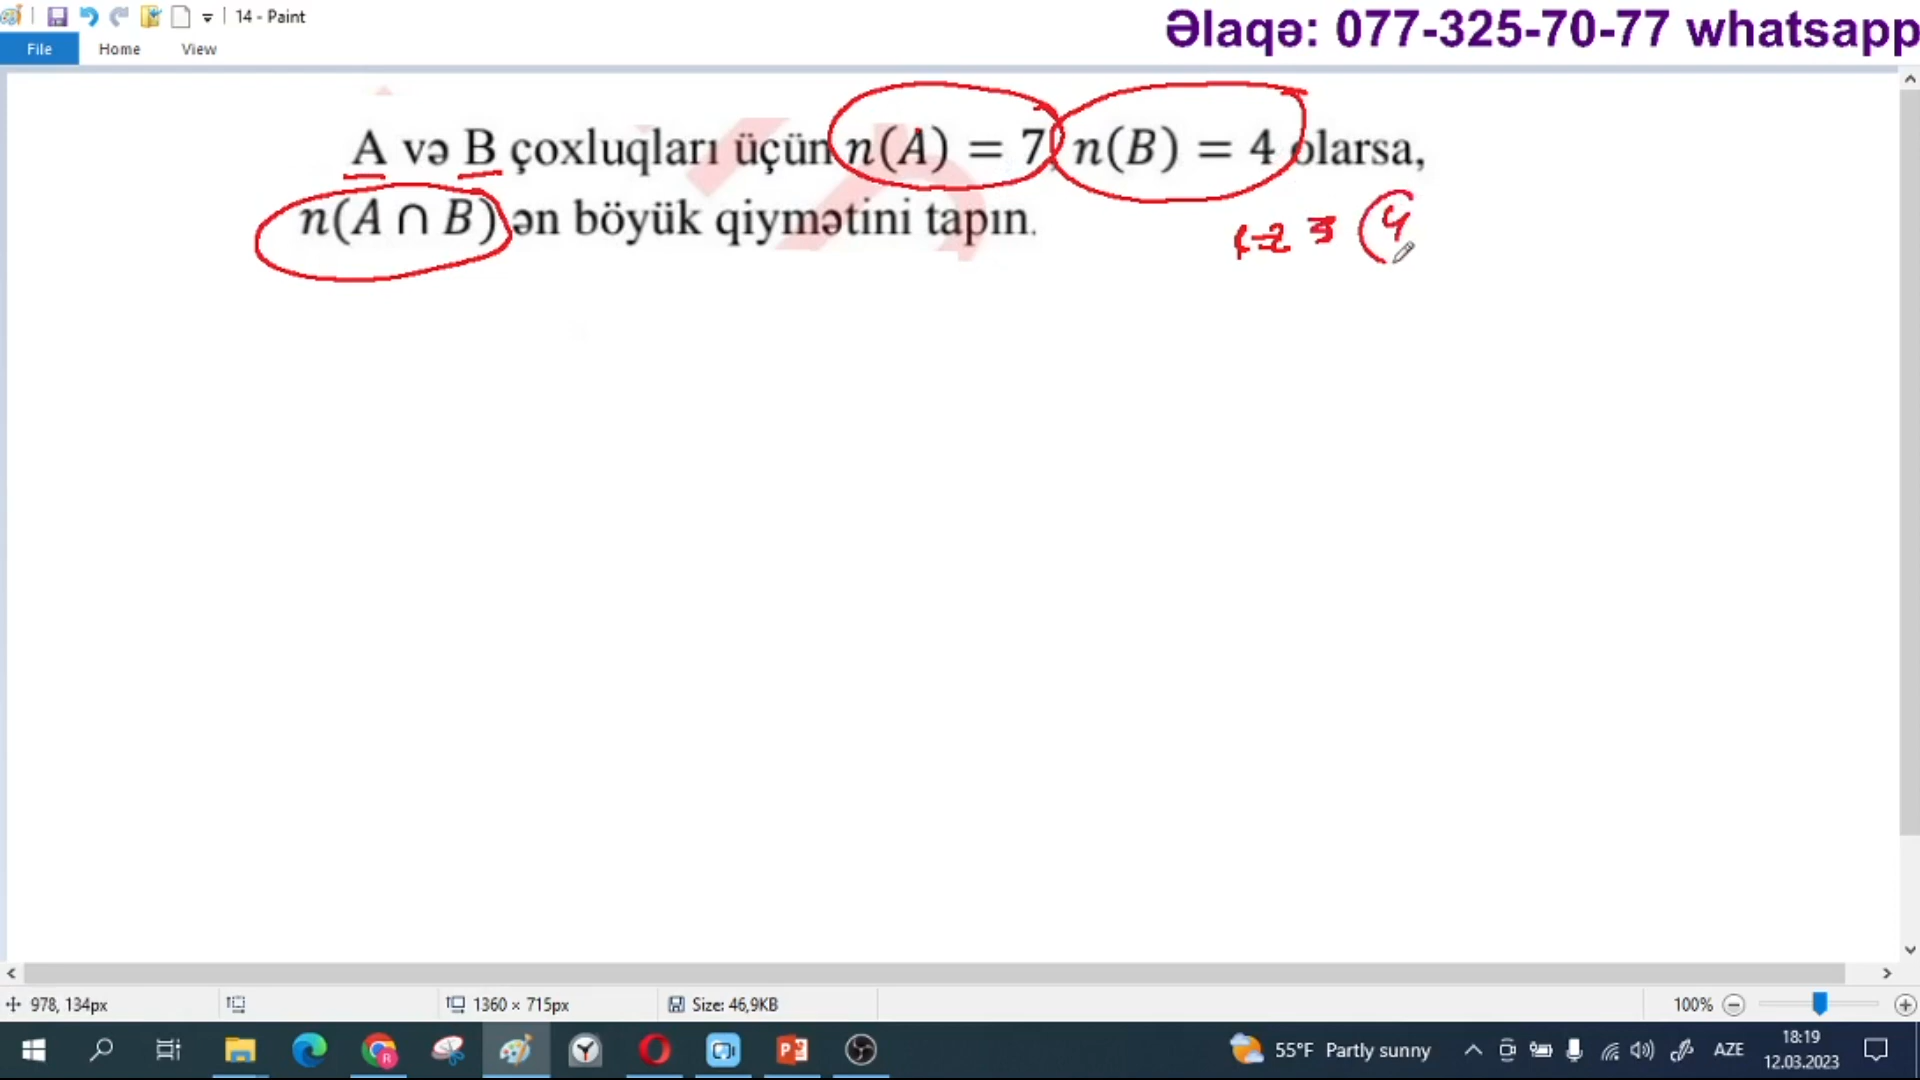 14 - Paint
Əlaqə: 077-325-70-77 whatsapp
File Home View
A və B çoxluqları üçün n(A) = 7, n(B) = 4 olarsa,
n(A ∩ B) ən böyük qiymətini tapın.
1 2 3 4
978, 134px 1360 × 715px Size: 46,9KB 100%
55°F Partly sunny AZE 18:19
12.03.2023